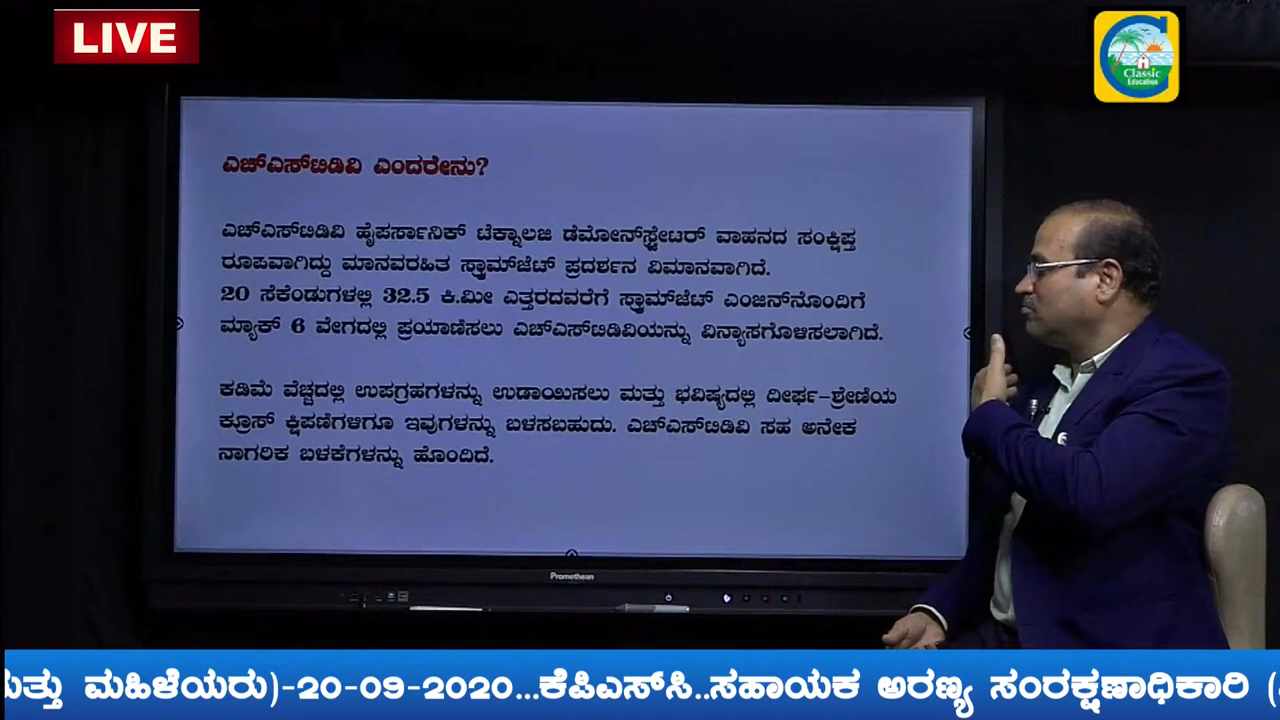 LIVE
Classic
Education
ಎಚ್‌ಎಸ್‌ಟಿಡಿವಿ ಎಂದರೇನು?
ಎಚ್‌ಎಸ್‌ಟಿಡಿವಿ ಹೈಪರ್ಸಾನಿಕ್ ಟೆಕ್ನಾಲಜಿ ಡೆಮೋನ್‌ಸ್ಟ್ರೇಟರ್ ವಾಹನದ ಸಂಕ್ಷಿಪ್ತ
ರೂಪವಾಗಿದ್ದು ಮಾನವರಹಿತ ಸ್ಕ್ರಾಮ್‌ಜೆಟ್ ಪ್ರದರ್ಶನ ವಿಮಾನವಾಗಿದೆ.
20 ಸೆಕೆಂಡುಗಳಲ್ಲಿ 32.5 ಕಿ.ಮೀ ಎತ್ತರದವರೆಗೆ ಸ್ಕ್ರಾಮ್‌ಜೆಟ್ ಎಂಜಿನ್‌ನೊಂದಿಗೆ
ಮ್ಯಾಕ್ 6 ವೇಗದಲ್ಲಿ ಪ್ರಯಾಣಿಸಲು ಎಚ್‌ಎಸ್‌ಟಿಡಿವಿಯನ್ನು ವಿನ್ಯಾಸಗೊಳಿಸಲಾಗಿದೆ.
ಕಡಿಮೆ ವೆಚ್ಚದಲ್ಲಿ ಉಪಗ್ರಹಗಳನ್ನು ಉಡಾಯಿಸಲು ಮತ್ತು ಭವಿಷ್ಯದಲ್ಲಿ ದೀರ್ಘ-ಶ್ರೇಣಿಯ
ಕ್ರೂಸ್ ಕ್ಷಿಪಣಿಗಳಿಗೂ ಇವುಗಳನ್ನು ಬಳಸಬಹುದು. ಎಚ್‌ಎಸ್‌ಟಿಡಿವಿ ಸಹ ಅನೇಕ
ನಾಗರಿಕ ಬಳಕೆಗಳನ್ನು ಹೊಂದಿದೆ.
Promethean
ಮಹಿಳೆಯರು)-20-09-2020...ಕೆಪಿಎಸ್‌ಸಿ..ಸಹಾಯಕ ಅರಣ್ಯ ಸಂರಕ್ಷಣಾಧಿಕಾರಿ (